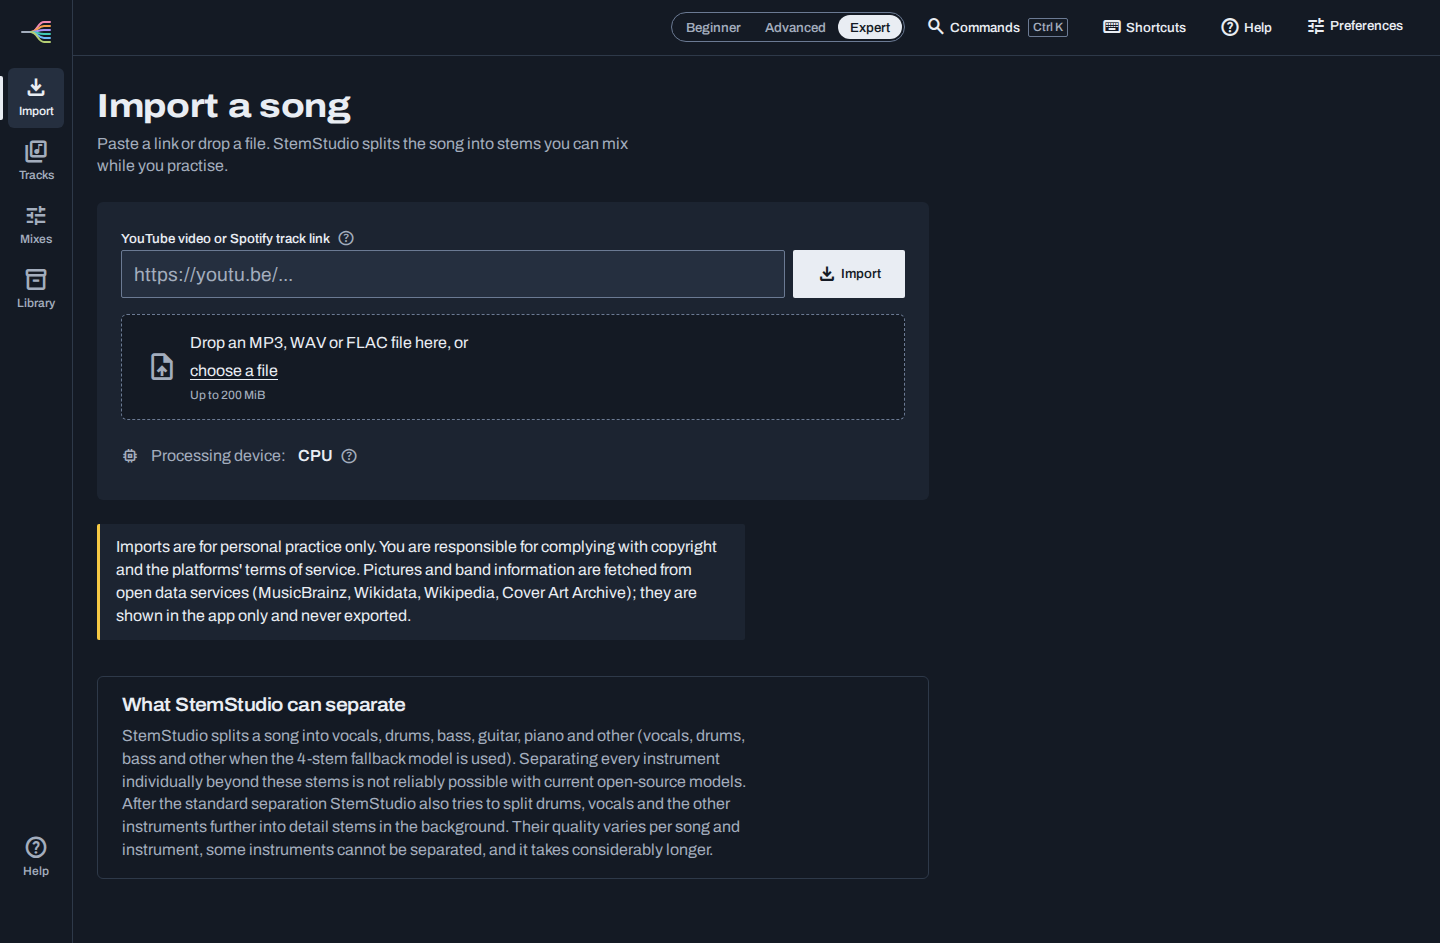 Beginner
Advanced
Expert
Commands
Ctrl K
Shortcuts
Help
Preferences
Import
Tracks
Mixes
Library
Help
Import a song
Paste a link or drop a file. StemStudio splits the song into stems you can mix
while you practise.
YouTube video or Spotify track link
https://youtu.be/...
Import
Drop an MP3, WAV or FLAC file here, or
choose a file
Up to 200 MiB
Processing device: CPU
Imports are for personal practice only. You are responsible for complying with copyright
and the platforms' terms of service. Pictures and band information are fetched from
open data services (MusicBrainz, Wikidata, Wikipedia, Cover Art Archive); they are
shown in the app only and never exported.
What StemStudio can separate
StemStudio splits a song into vocals, drums, bass, guitar, piano and other (vocals, drums,
bass and other when the 4-stem fallback model is used). Separating every instrument
individually beyond these stems is not reliably possible with current open-source models.
After the standard separation StemStudio also tries to split drums, vocals and the other
instruments further into detail stems in the background. Their quality varies per song and
instrument, some instruments cannot be separated, and it takes considerably longer.